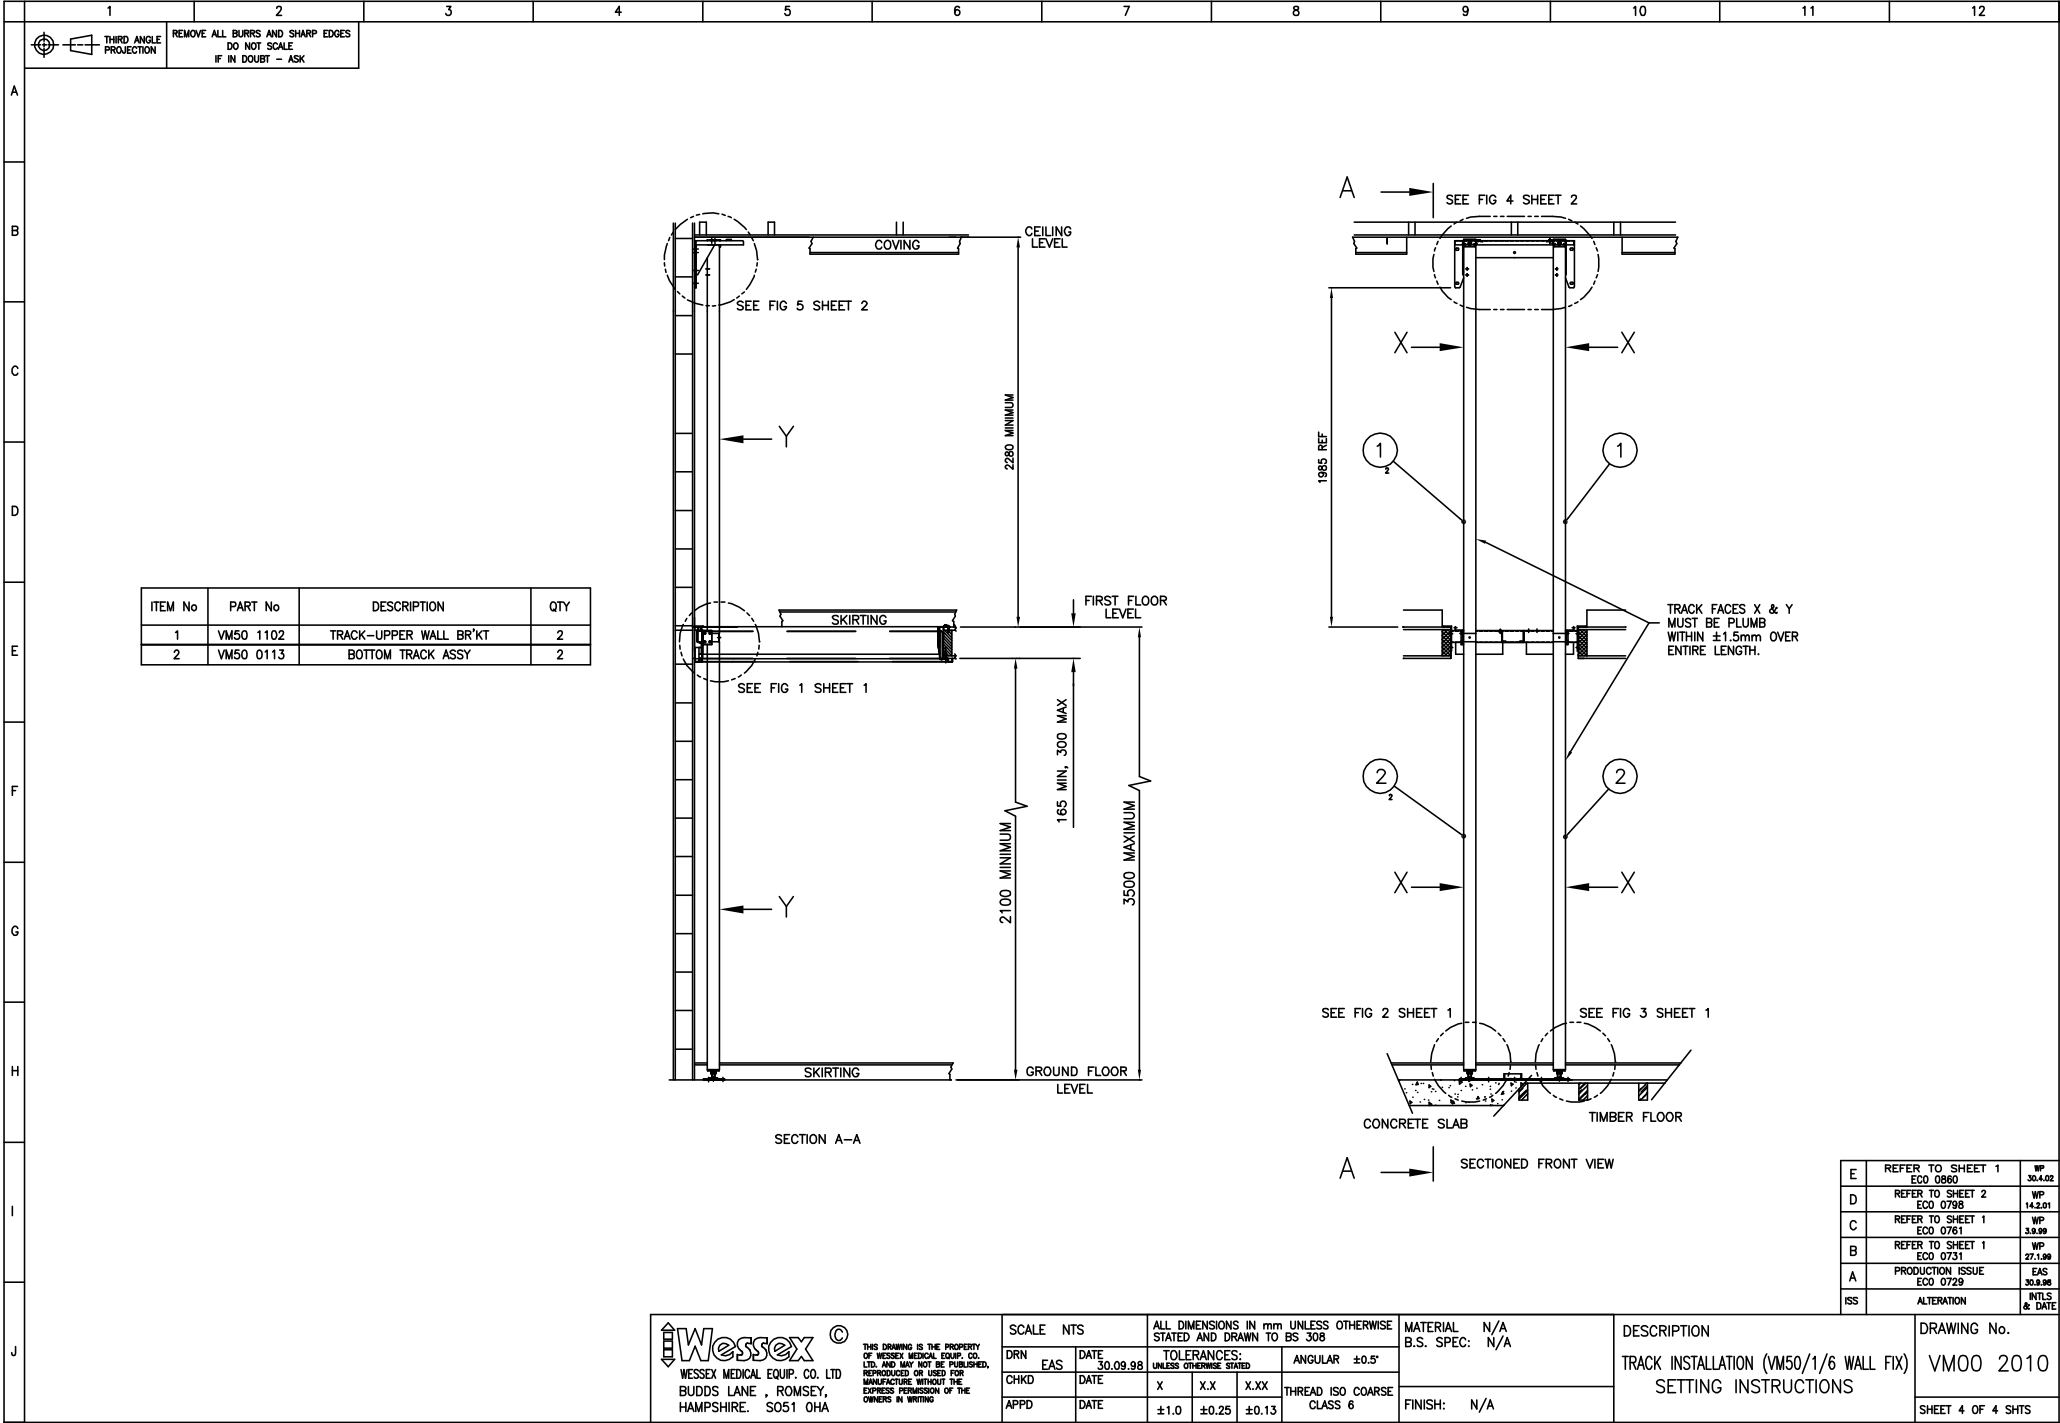 1 2 3 4 5 6 7 8 9 10 11 12
A
B
C
D
E
F
G
H
I
J
THIRD ANGLE
PROJECTION
REMOVE ALL BURRS AND SHARP EDGES
DO NOT SCALE
IF IN DOUBT - ASK
ITEM No PART No DESCRIPTION QTY
1 VM50 1102 TRACK-UPPER WALL BR'KT 2
2 VM50 0113 BOTTOM TRACK ASSY 2
COVING
CEILING
LEVEL
SEE FIG 5 SHEET 2
2280 MINIMUM
Y
FIRST FLOOR
LEVEL
SKIRTING
SEE FIG 1 SHEET 1
165 MIN, 300 MAX
2100 MINIMUM
3500 MAXIMUM
Y
SKIRTING
GROUND FLOOR
LEVEL
SECTION A-A
A
SEE FIG 4 SHEET 2
X X
1985 REF
1
2
1
TRACK FACES X & Y
MUST BE PLUMB
WITHIN ±1.5mm OVER
ENTIRE LENGTH.
2
2
2
X X
SEE FIG 2 SHEET 1
SEE FIG 3 SHEET 1
CONCRETE SLAB
TIMBER FLOOR
A
SECTIONED FRONT VIEW
E REFER TO SHEET 1 WP
ECO 0860 30.4.02
D REFER TO SHEET 2 WP
ECO 0798 14.2.01
C REFER TO SHEET 1 WP
ECO 0761 3.9.99
B REFER TO SHEET 1 WP
ECO 0731 27.1.99
A PRODUCTION ISSUE EAS
ECO 0729 30.9.98
ISS ALTERATION INTLS
& DATE
Wessex ©
WESSEX MEDICAL EQUIP. CO. LTD
BUDDS LANE , ROMSEY,
HAMPSHIRE. SO51 0HA
THIS DRAWING IS THE PROPERTY
OF WESSEX MEDICAL EQUIP. CO.
LTD. AND MAY NOT BE PUBLISHED,
REPRODUCED OR USED FOR
MANUFACTURE WITHOUT THE
EXPRESS PERMISSION OF THE
OWNERS IN WRITING
SCALE NTS
DRN EAS DATE 30.09.98
CHKD DATE
APPD DATE
ALL DIMENSIONS IN mm UNLESS OTHERWISE
STATED AND DRAWN TO BS 308
TOLERANCES:
UNLESS OTHERWISE STATED
ANGULAR ±0.5°
X X.X X.XX
±1.0 ±0.25 ±0.13
THREAD ISO COARSE
CLASS 6
MATERIAL N/A
B.S. SPEC: N/A
FINISH: N/A
DESCRIPTION
TRACK INSTALLATION (VM50/1/6 WALL FIX)
SETTING INSTRUCTIONS
DRAWING No.
VM00 2010
SHEET 4 OF 4 SHTS